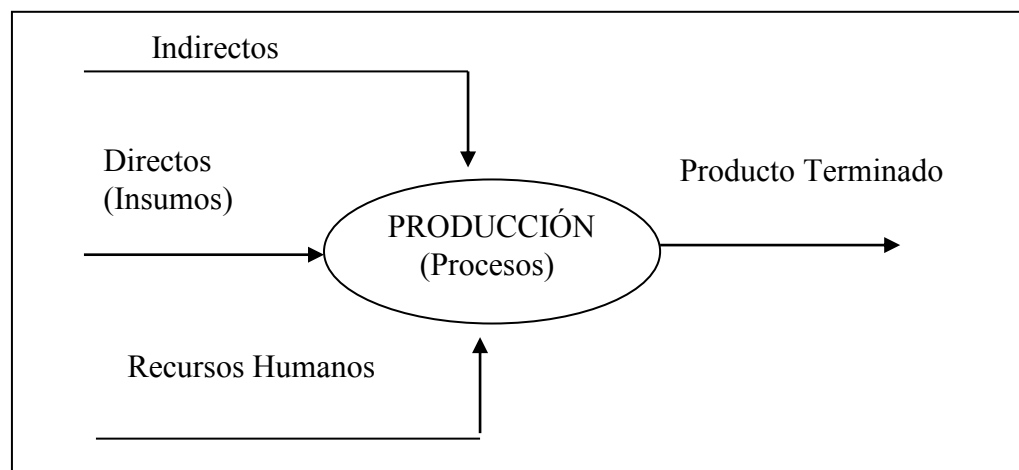 Indirectos
Directos
(Insumos)
Producto Terminado
PRODUCCIÓN
(Procesos)
Recursos Humanos